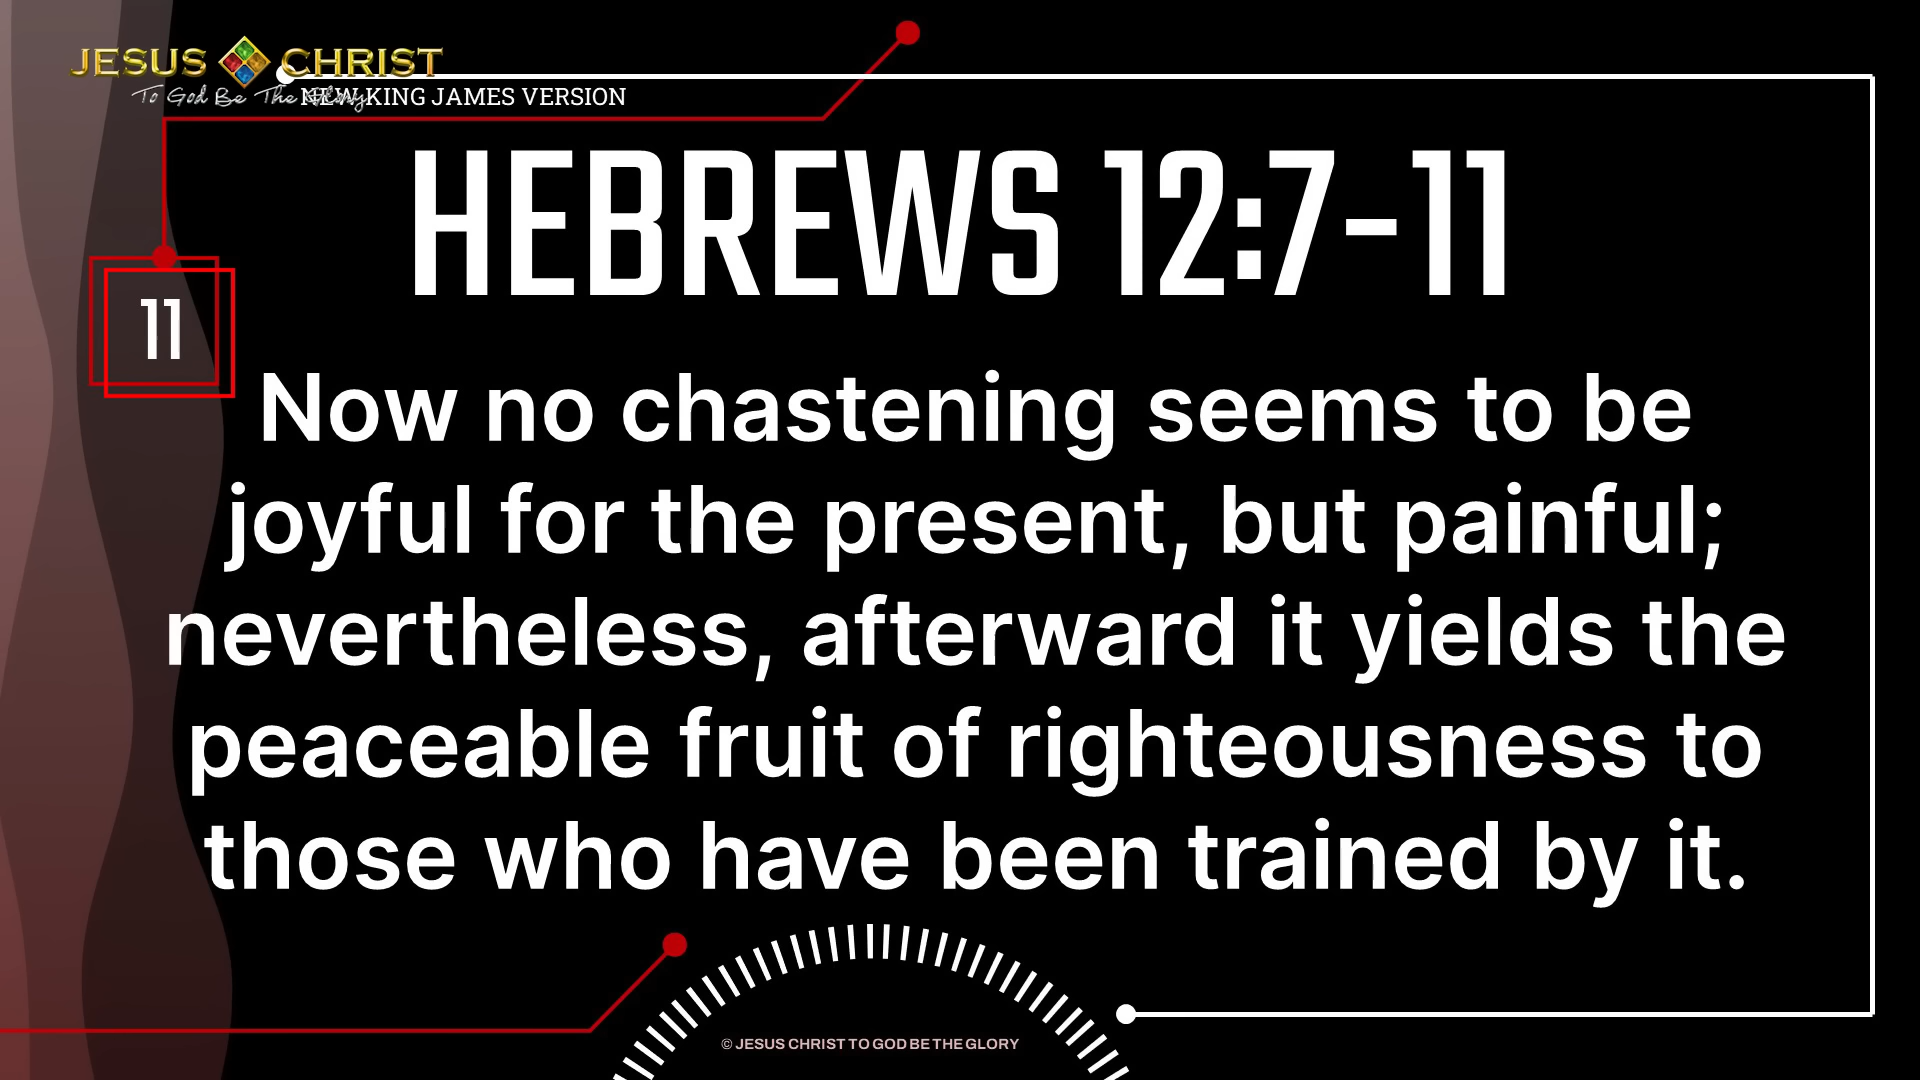 JESUS CHRIST
To God Be The Glory
NEW KING JAMES VERSION
HEBREWS 12:7-11
11
Now no chastening seems to be
joyful for the present, but painful;
nevertheless, afterward it yields the
peaceable fruit of righteousness to
those who have been trained by it.
© JESUS CHRIST TO GOD BE THE GLORY